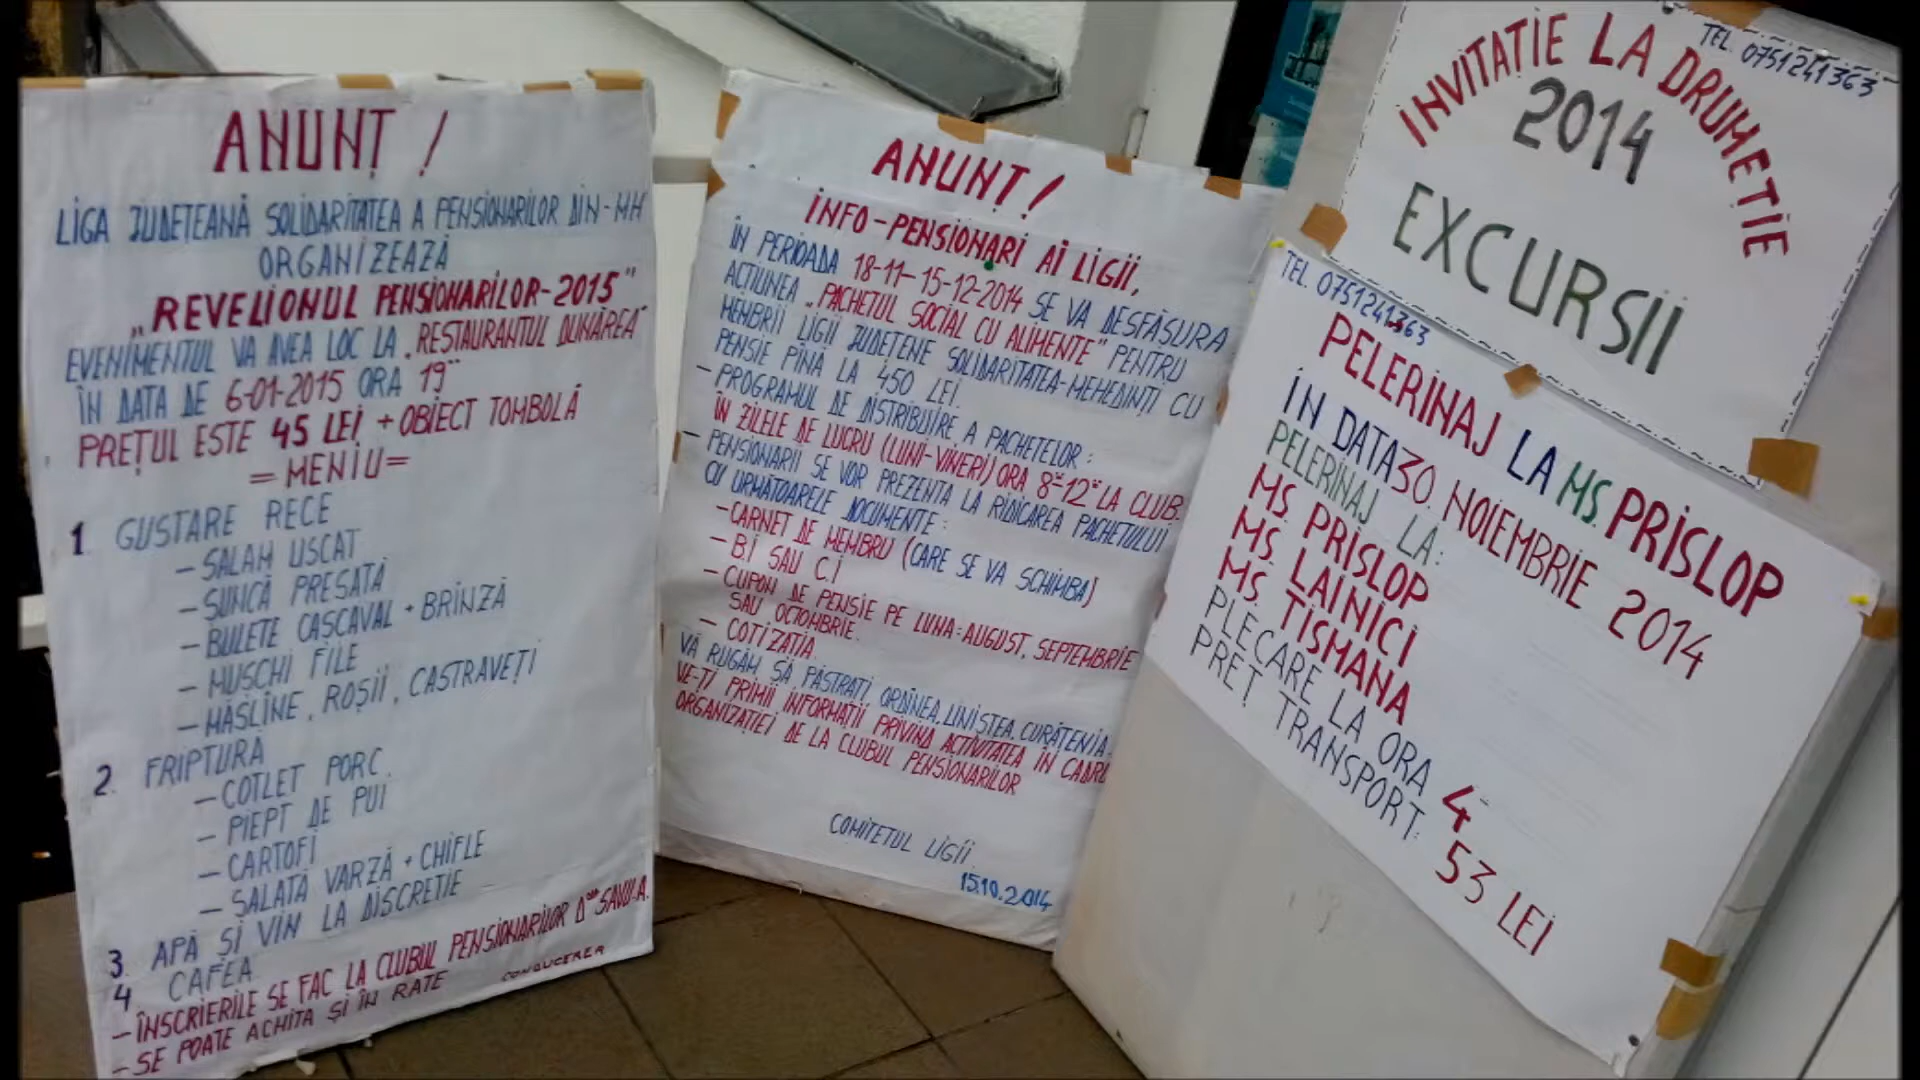 ANUNȚ!
LIGA JUDEȚEANĂ SOLIDARITATEA A PENSIONARILOR DIN-MH
ORGANIZEAZĂ
„REVELIONUL PENSIONARILOR-2015"
EVENIMENTUL VA AVEA LOC LA „RESTAURANTUL DUNĂREA"
ÎN DATA DE 6-01-2015 ORA 19
PREȚUL ESTE 45 LEI + OBIECT TOMBOLĂ
=MENIU=
1 GUSTARE RECE
- SALAM USCAT
- ȘUNCĂ PRESATĂ
- BULETE CAȘCAVAL + BRÎNZĂ
- MUSCHI FILE
- MĂSLINE, ROȘII, CASTRAVEȚI
2. FRIPTURĂ
- COTLET PORC.
- PIEPT DE PUI
- CARTOFI
- SALATĂ VARZĂ + CHIFLE
3. APĂ ȘI VIN LA DISCREȚIE
4. CAFEA
- ÎNSCRIERILE SE FAC LA CLUBUL PENSIONARILOR SAVU.A.
- SE POATE ACHITA ȘI ÎN RATE
CONDUCEREA
ANUNȚ!
INFO-PENSIONARI AI LIGII,
ÎN PERIOADA 18-11-15-12-2014 SE VA DESFĂȘURA
ACȚIUNEA „PACHETUL SOCIAL CU ALIMENTE" PENTRU
MEMBRII LIGII JUDEȚENE SOLIDARITATEA-MEHEDINȚI CU
PENSIE PÎNĂ LA 450 LEI.
- PROGRAMUL DE DISTRIBUIRE A PACHETELOR:
ÎN ZILELE DE LUCRU (LUNI-VINERI) ORA 8-12 LA CLUB.
- PENSIONARII SE VOR PREZENTA LA RIDICAREA PACHETULUI
CU URMĂTOARELE DOCUMENTE:
- CARNET DE MEMBRU (CARE SE VA SCHIMBA)
- B.I SAU C.I
- CUPON DE PENSIE PE LUNA: AUGUST, SEPTEMBRIE
SAU OCTOMBRIE.
- COTIZAȚIA
VĂ RUGĂM SĂ PĂSTRAȚI ORDINEA, LINIȘTEA, CURĂȚENIA.
VE-ȚI PRIMII INFORMAȚII PRIVIND ACTIVITATEA ÎN CADRU
ORGANIZAȚIEI DE LA CLUBUL PENSIONARILOR
COMITETUL LIGII
15.10.2014
TEL. 0751241363
INVITAȚIE LA DRUMEȚIE
2014
EXCURSII
TEL. 0751241363
PELERINAJ LA MS. PRISLOP
ÎN DATA 30 NOIEMBRIE 2014
PELERINAJ LA:
MS. PRISLOP
MS. LAINICI
MS. TISMANA
PLECARE LA ORA 4
PREȚ TRANSPORT: 53 LEI